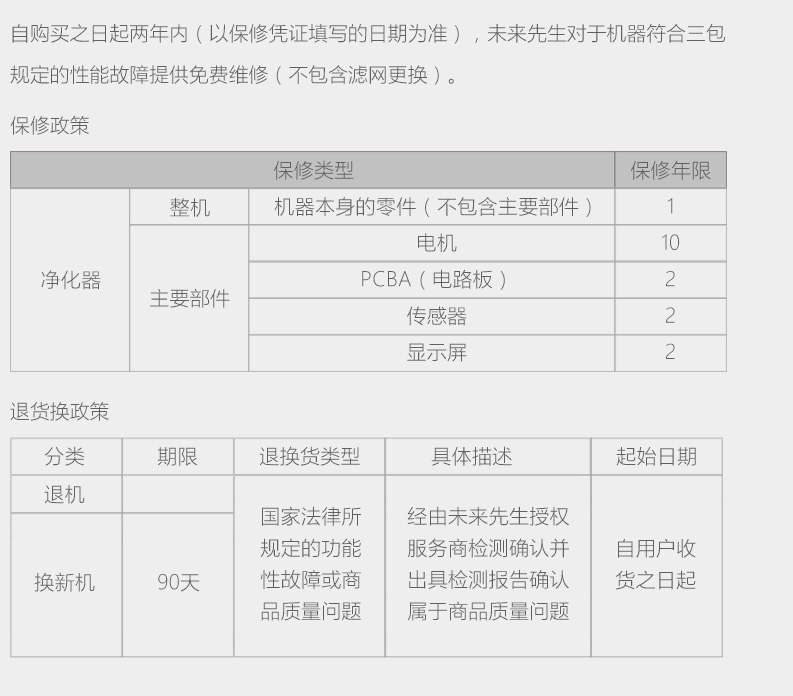 自购买之日起两年内（以保修凭证填写的日期为准），未来先生对于机器符合三包
规定的性能故障提供免费维修（不包含滤网更换）。
保修政策
保修类型 保修年限
净化器 整机 机器本身的零件（不包含主要部件） 1
主要部件 电机 10
PCBA（电路板） 2
传感器 2
显示屏 2
退货换政策
分类 期限 退换货类型 具体描述 起始日期
退机
换新机 90天
国家法律所
规定的功能
性故障或商
品质量问题
经由未来先生授权
服务商检测确认并
出具检测报告确认
属于商品质量问题
自用户收
货之日起